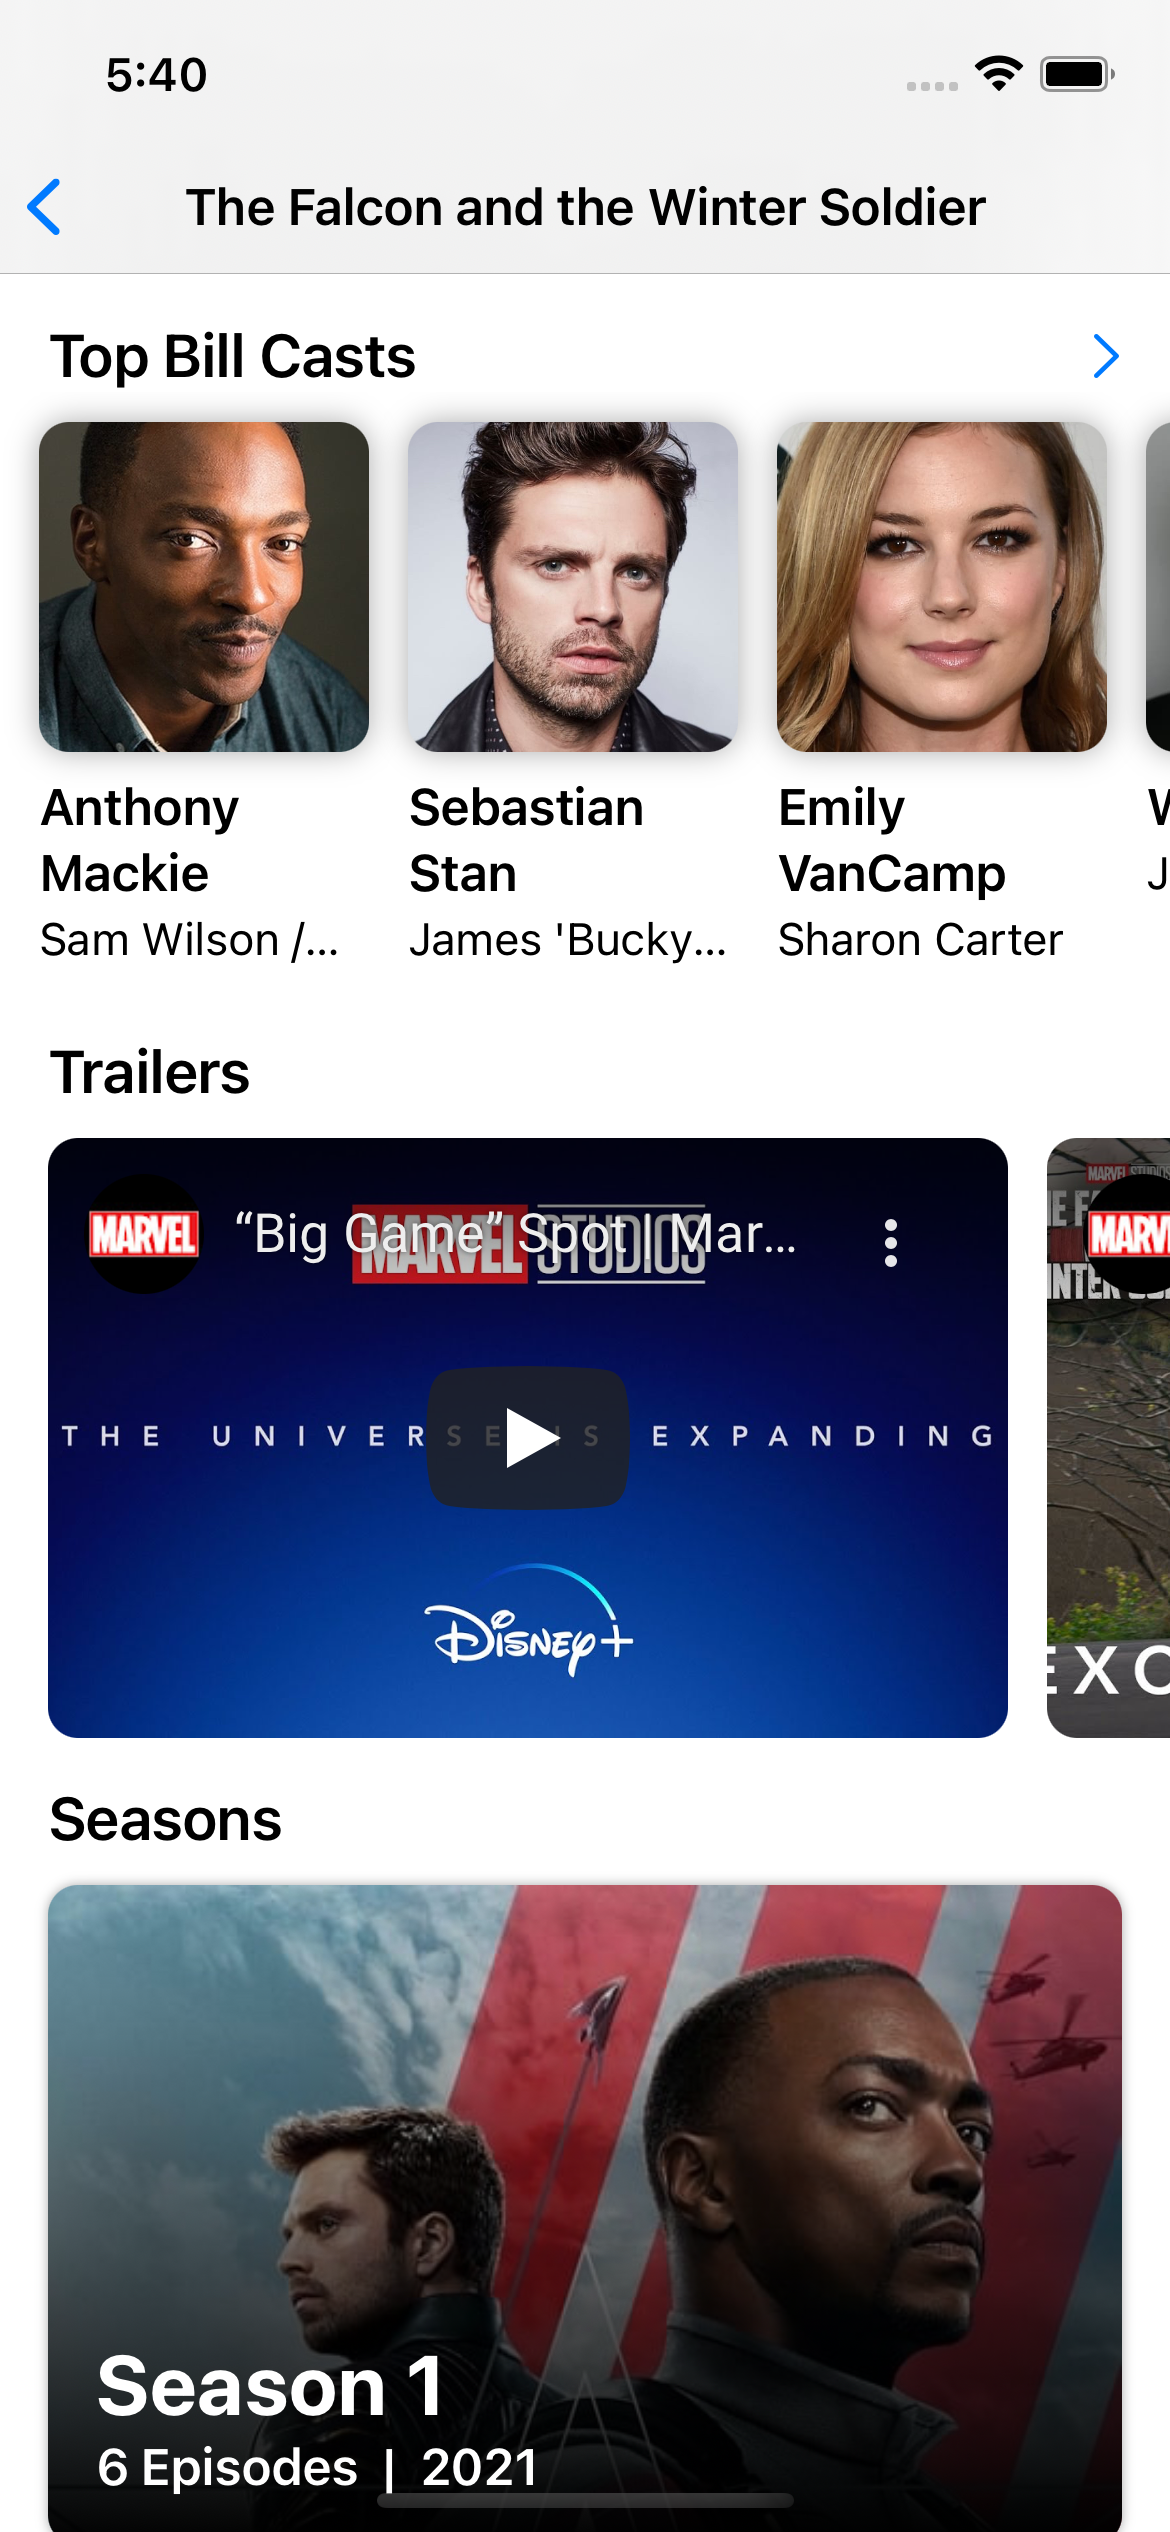 5:40
The Falcon and the Winter Soldier
Top Bill Casts
Anthony
Mackie
Sam Wilson /...
Sebastian
Stan
James 'Bucky...
Emily
VanCamp
Sharon Carter
W
J
Trailers
MARVEL
“Big Game” Spot | Mar...
MARVEL STUDIOS
THE UNIVERSE IS EXPANDING
Disney+
MARVEL STUDIOS
MARV
EXC
Seasons
Season 1
6 Episodes | 2021